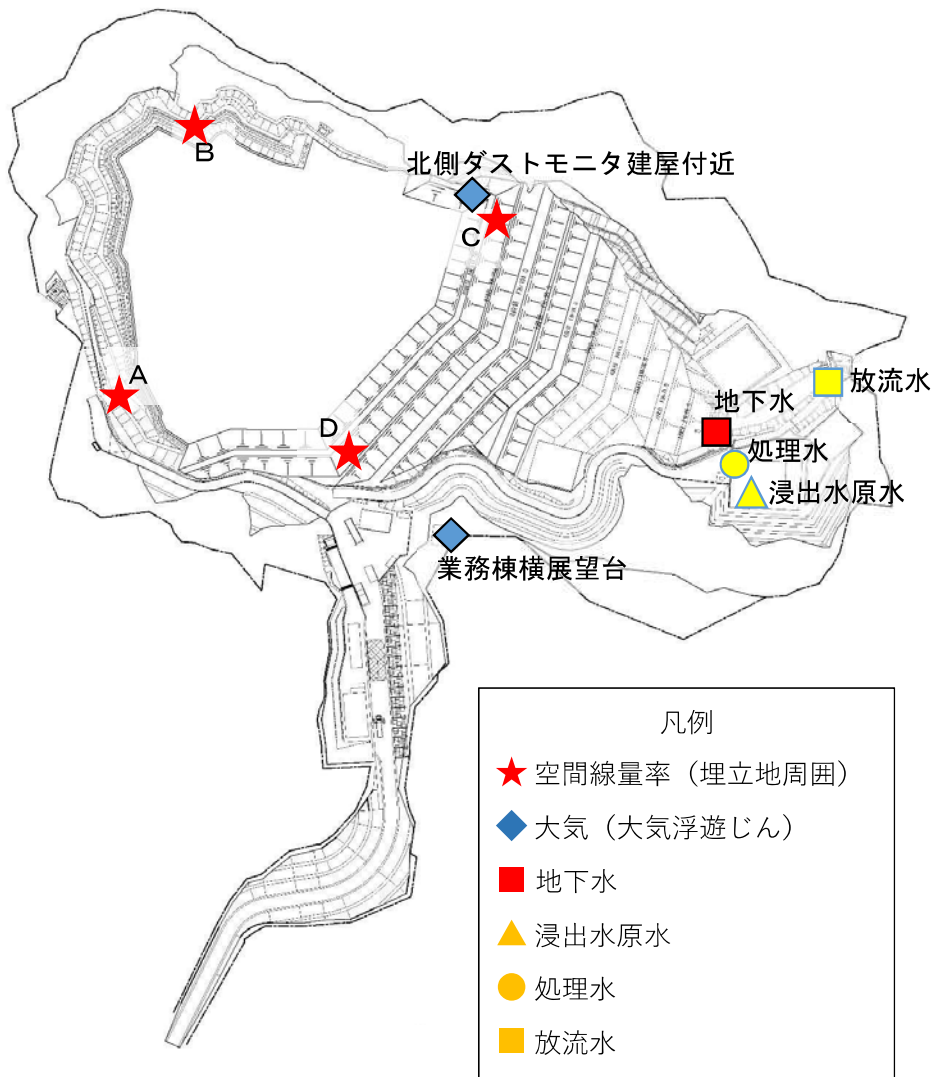 B
北側ダストモニタ建屋付近
C
A
放流水
地下水
D
処理水
浸出水原水
業務棟横展望台
凡例
空間線量率（埋立地周囲）
大気（大気浮遊じん）
地下水
浸出水原水
処理水
放流水